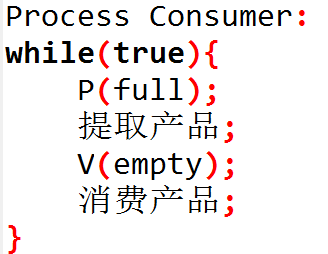 Process Consumer:
while(true){
P(full);
提取产品;
V(empty);
消费产品;
}